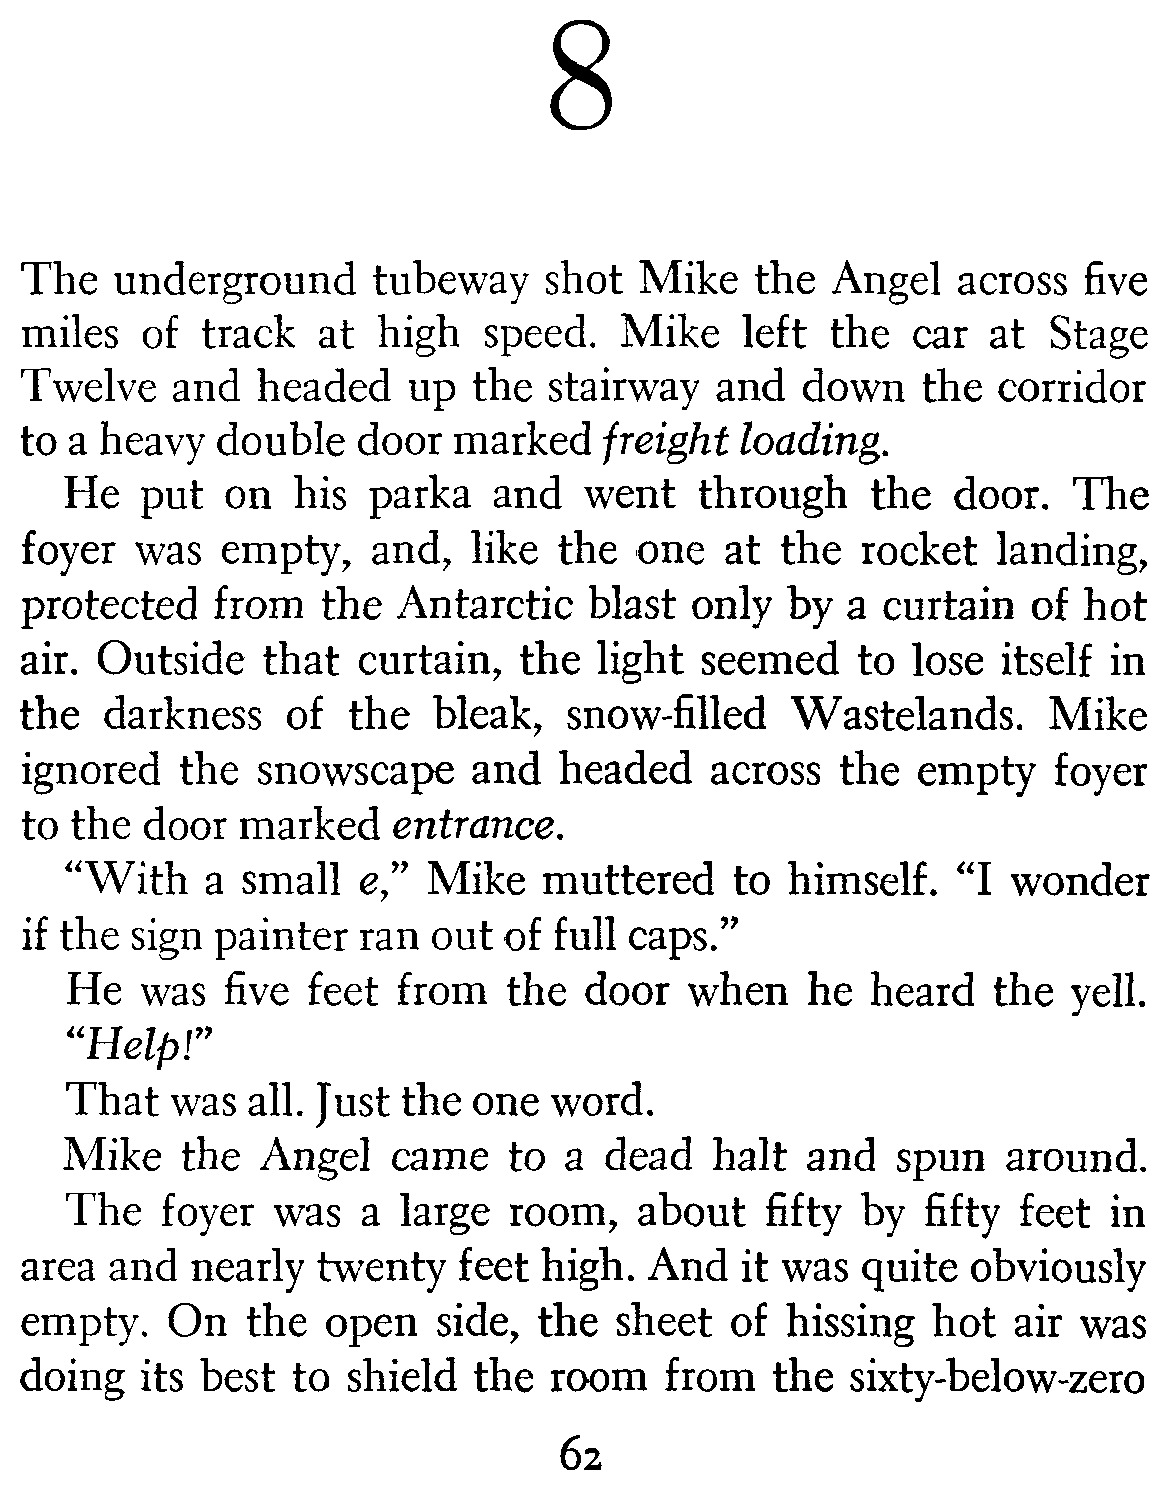 8
The underground tubeway shot Mike the Angel across five
miles of track at high speed. Mike left the car at Stage
Twelve and headed up the stairway and down the corridor
to a heavy double door marked freight loading.
He put on his parka and went through the door. The
foyer was empty, and, like the one at the rocket landing,
protected from the Antarctic blast only by a curtain of hot
air. Outside that curtain, the light seemed to lose itself in
the darkness of the bleak, snow-filled Wastelands. Mike
ignored the snowscape and headed across the empty foyer
to the door marked entrance.
“With a small e,” Mike muttered to himself. “I wonder
if the sign painter ran out of full caps.”
He was five feet from the door when he heard the yell.
“Help!”
That was all. Just the one word.
Mike the Angel came to a dead halt and spun around.
The foyer was a large room, about fifty by fifty feet in
area and nearly twenty feet high. And it was quite obviously
empty. On the open side, the sheet of hissing hot air was
doing its best to shield the room from the sixty-below-zero
62